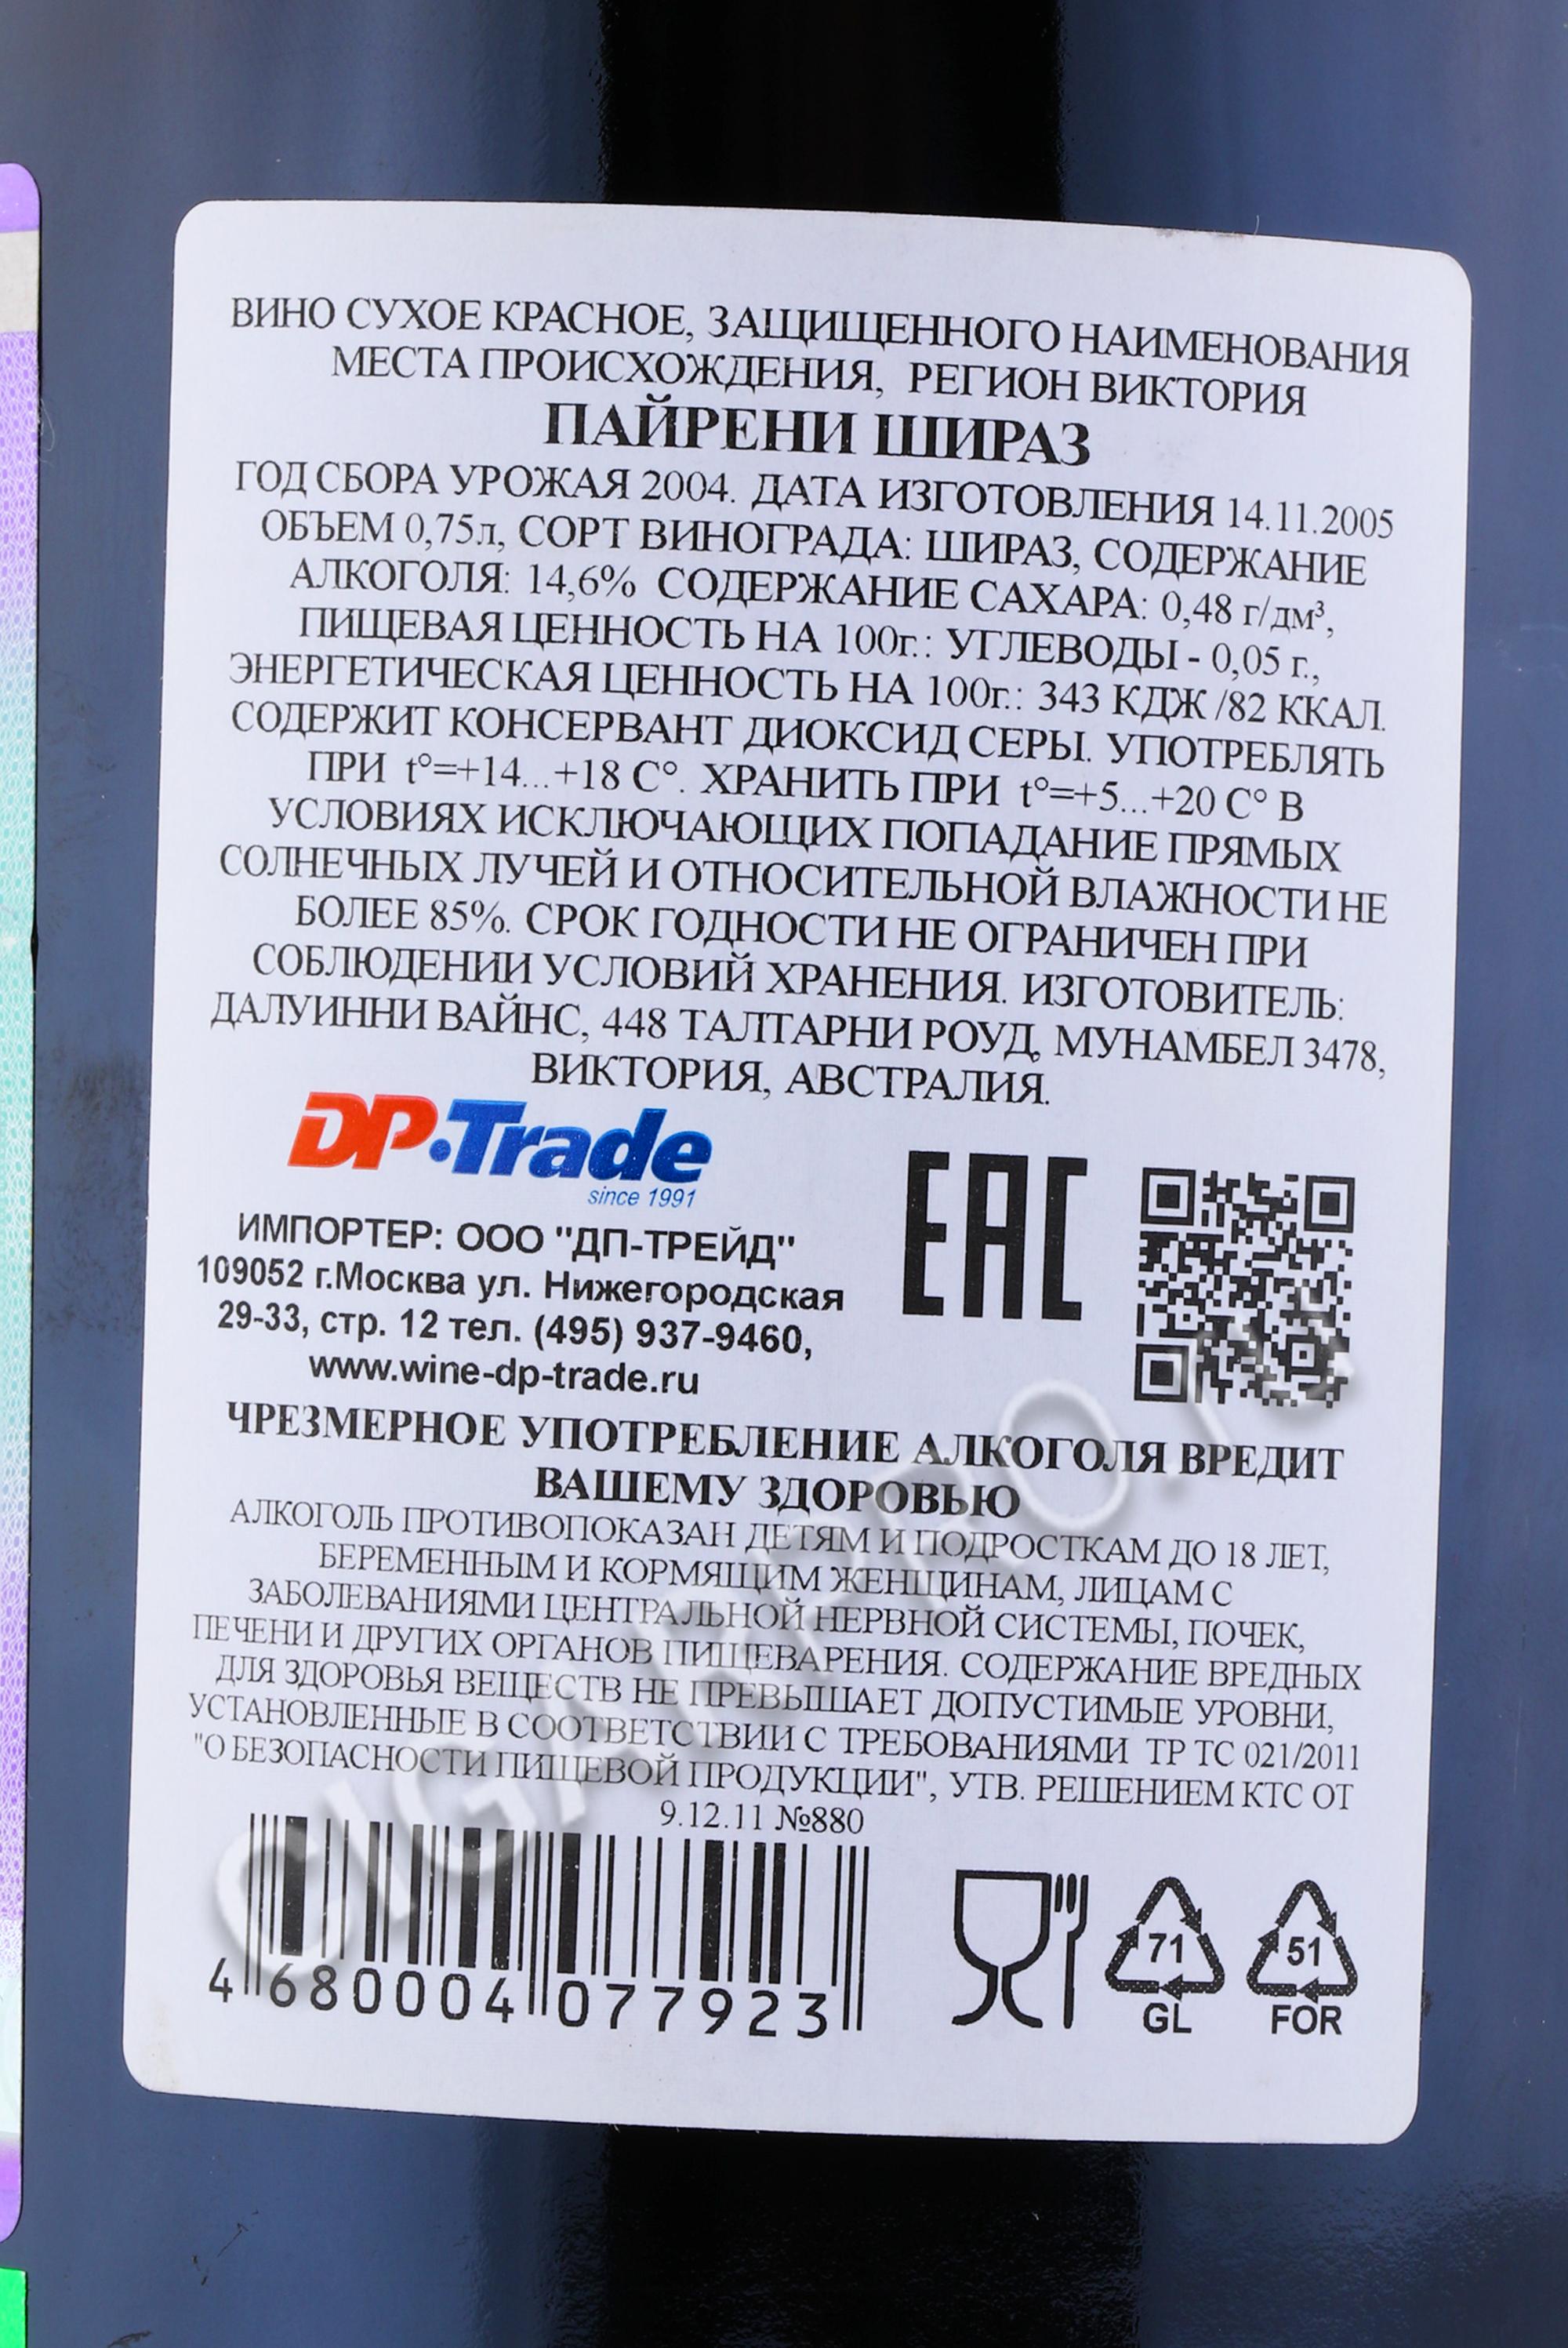 ВИНО СУХОЕ КРАСНОЕ, ЗАЩИЩЕННОГО НАИМЕНОВАНИЯ
МЕСТА ПРОИСХОЖДЕНИЯ, РЕГИОН ВИКТОРИЯ
ПАЙРЕНИ ШИРАЗ
ГОД СБОРА УРОЖАЯ 2004. ДАТА ИЗГОТОВЛЕНИЯ 14.11.2005
ОБЪЕМ 0,75л, СОРТ ВИНОГРАДА: ШИРАЗ, СОДЕРЖАНИЕ
АЛКОГОЛЯ: 14,6% СОДЕРЖАНИЕ САХАРА: 0,48 г/дм³,
ПИЩЕВАЯ ЦЕННОСТЬ НА 100г.: УГЛЕВОДЫ - 0,05 г.,
ЭНЕРГЕТИЧЕСКАЯ ЦЕННОСТЬ НА 100г.: 343 КДЖ /82 ККАЛ.
СОДЕРЖИТ КОНСЕРВАНТ ДИОКСИД СЕРЫ. УПОТРЕБЛЯТЬ
ПРИ t°=+14...+18 С°. ХРАНИТЬ ПРИ t°=+5...+20 С° В
УСЛОВИЯХ ИСКЛЮЧАЮЩИХ ПОПАДАНИЕ ПРЯМЫХ
СОЛНЕЧНЫХ ЛУЧЕЙ И ОТНОСИТЕЛЬНОЙ ВЛАЖНОСТИ НЕ
БОЛЕЕ 85%. СРОК ГОДНОСТИ НЕ ОГРАНИЧЕН ПРИ
СОБЛЮДЕНИИ УСЛОВИЙ ХРАНЕНИЯ. ИЗГОТОВИТЕЛЬ:
ДАЛУИННИ ВАЙНС, 448 ТАЛТАРНИ РОУД, МУНАМБЕЛ 3478,
ВИКТОРИЯ, АВСТРАЛИЯ.
DP·Trade
since 1991
ИМПОРТЕР: ООО "ДП-ТРЕЙД"
109052 г.Москва ул. Нижегородская
29-33, стр. 12 тел. (495) 937-9460,
www.wine-dp-trade.ru
EAC
ЧРЕЗМЕРНОЕ УПОТРЕБЛЕНИЕ АЛКОГОЛЯ ВРЕДИТ
ВАШЕМУ ЗДОРОВЬЮ
АЛКОГОЛЬ ПРОТИВОПОКАЗАН ДЕТЯМ И ПОДРОСТКАМ ДО 18 ЛЕТ,
БЕРЕМЕННЫМ И КОРМЯЩИМ ЖЕНЩИНАМ, ЛИЦАМ С
ЗАБОЛЕВАНИЯМИ ЦЕНТРАЛЬНОЙ НЕРВНОЙ СИСТЕМЫ, ПОЧЕК,
ПЕЧЕНИ И ДРУГИХ ОРГАНОВ ПИЩЕВАРЕНИЯ. СОДЕРЖАНИЕ ВРЕДНЫХ
ДЛЯ ЗДОРОВЬЯ ВЕЩЕСТВ НЕ ПРЕВЫШАЕТ ДОПУСТИМЫЕ УРОВНИ,
УСТАНОВЛЕННЫЕ В СООТВЕТСТВИИ С ТРЕБОВАНИЯМИ ТР ТС 021/2011
"О БЕЗОПАСНОСТИ ПИЩЕВОЙ ПРОДУКЦИИ", УТВ. РЕШЕНИЕМ КТС ОТ
9.12.11 №880
4 680004 077923
71
GL
51
FOR
CIGARPRO.RU